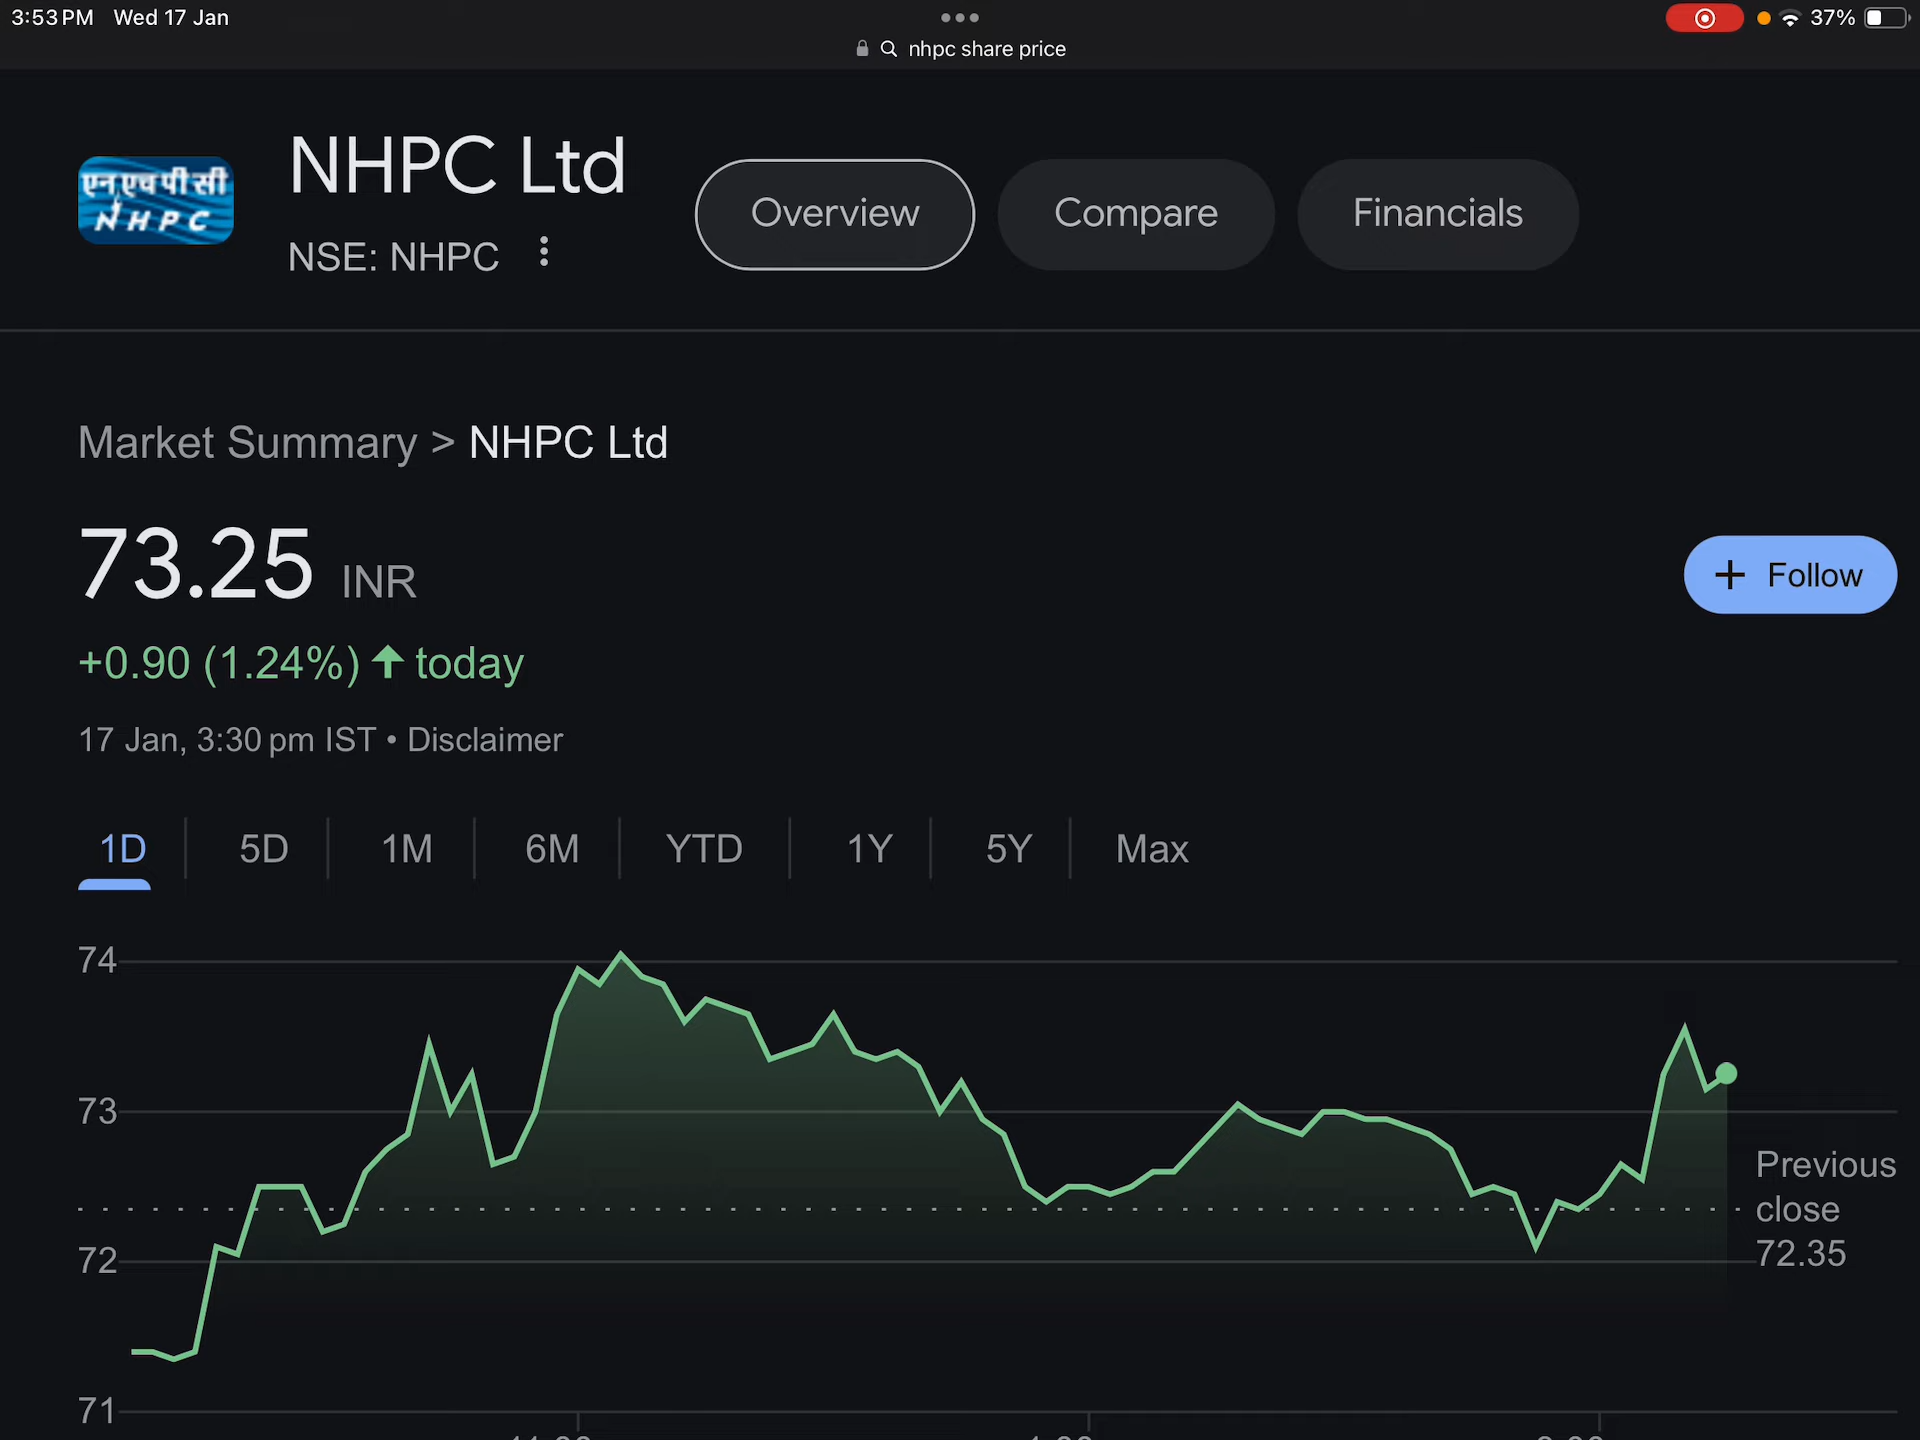 3:53 PM Wed 17 Jan
37%
nhpc share price
एनएचपीसी
NHPC
NHPC Ltd
NSE: NHPC
Overview
Compare
Financials
Market Summary > NHPC Ltd
73.25 INR
+ Follow
+0.90 (1.24%) ↑ today
17 Jan, 3:30 pm IST • Disclaimer
1D
5D
1M
6M
YTD
1Y
5Y
Max
74
73
72
71
Previous
close
72.35